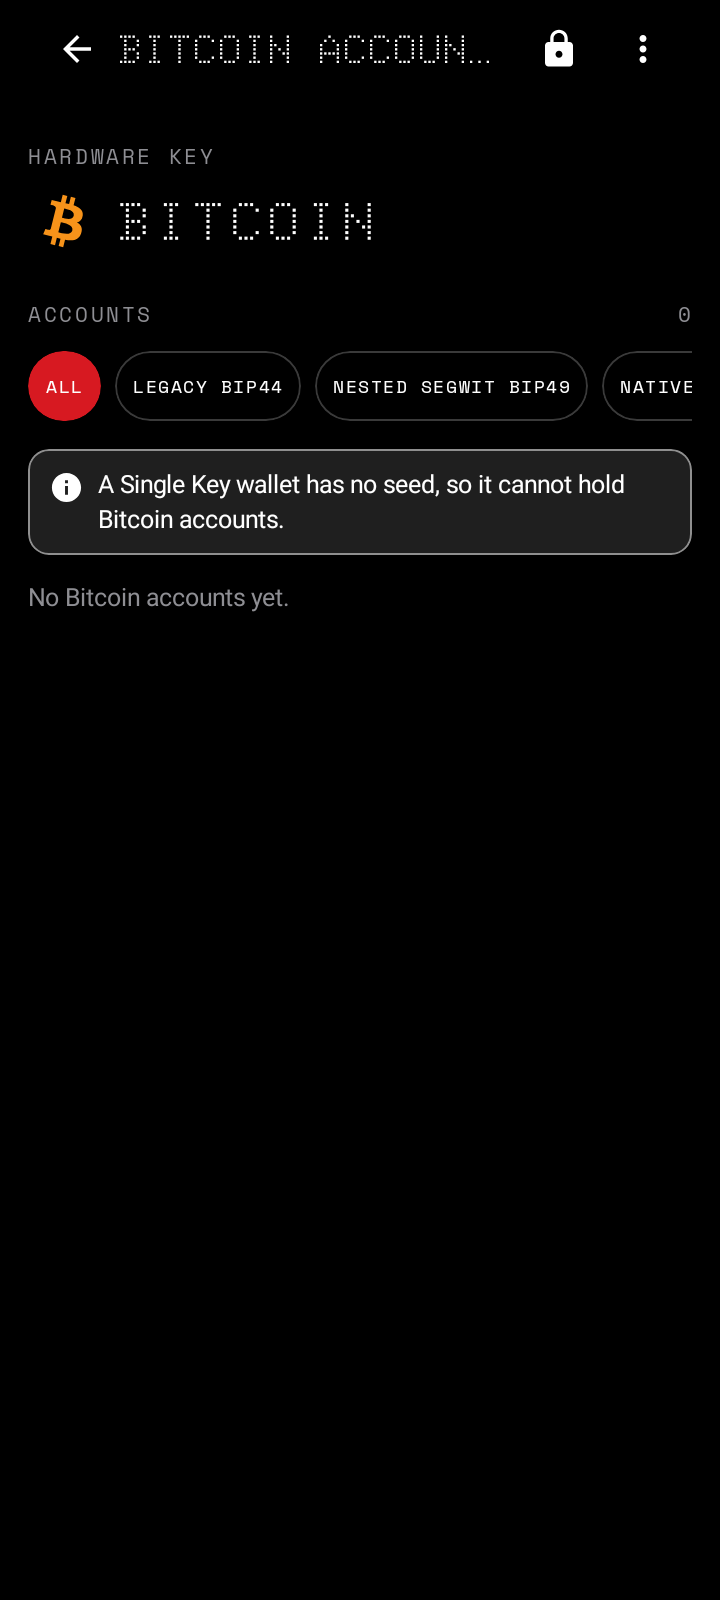 BITCOIN ACCOUN...
HARDWARE KEY
BITCOIN
ACCOUNTS 0
ALL LEGACY BIP44 NESTED SEGWIT BIP49 NATIVE
A Single Key wallet has no seed, so it cannot hold
Bitcoin accounts.
No Bitcoin accounts yet.